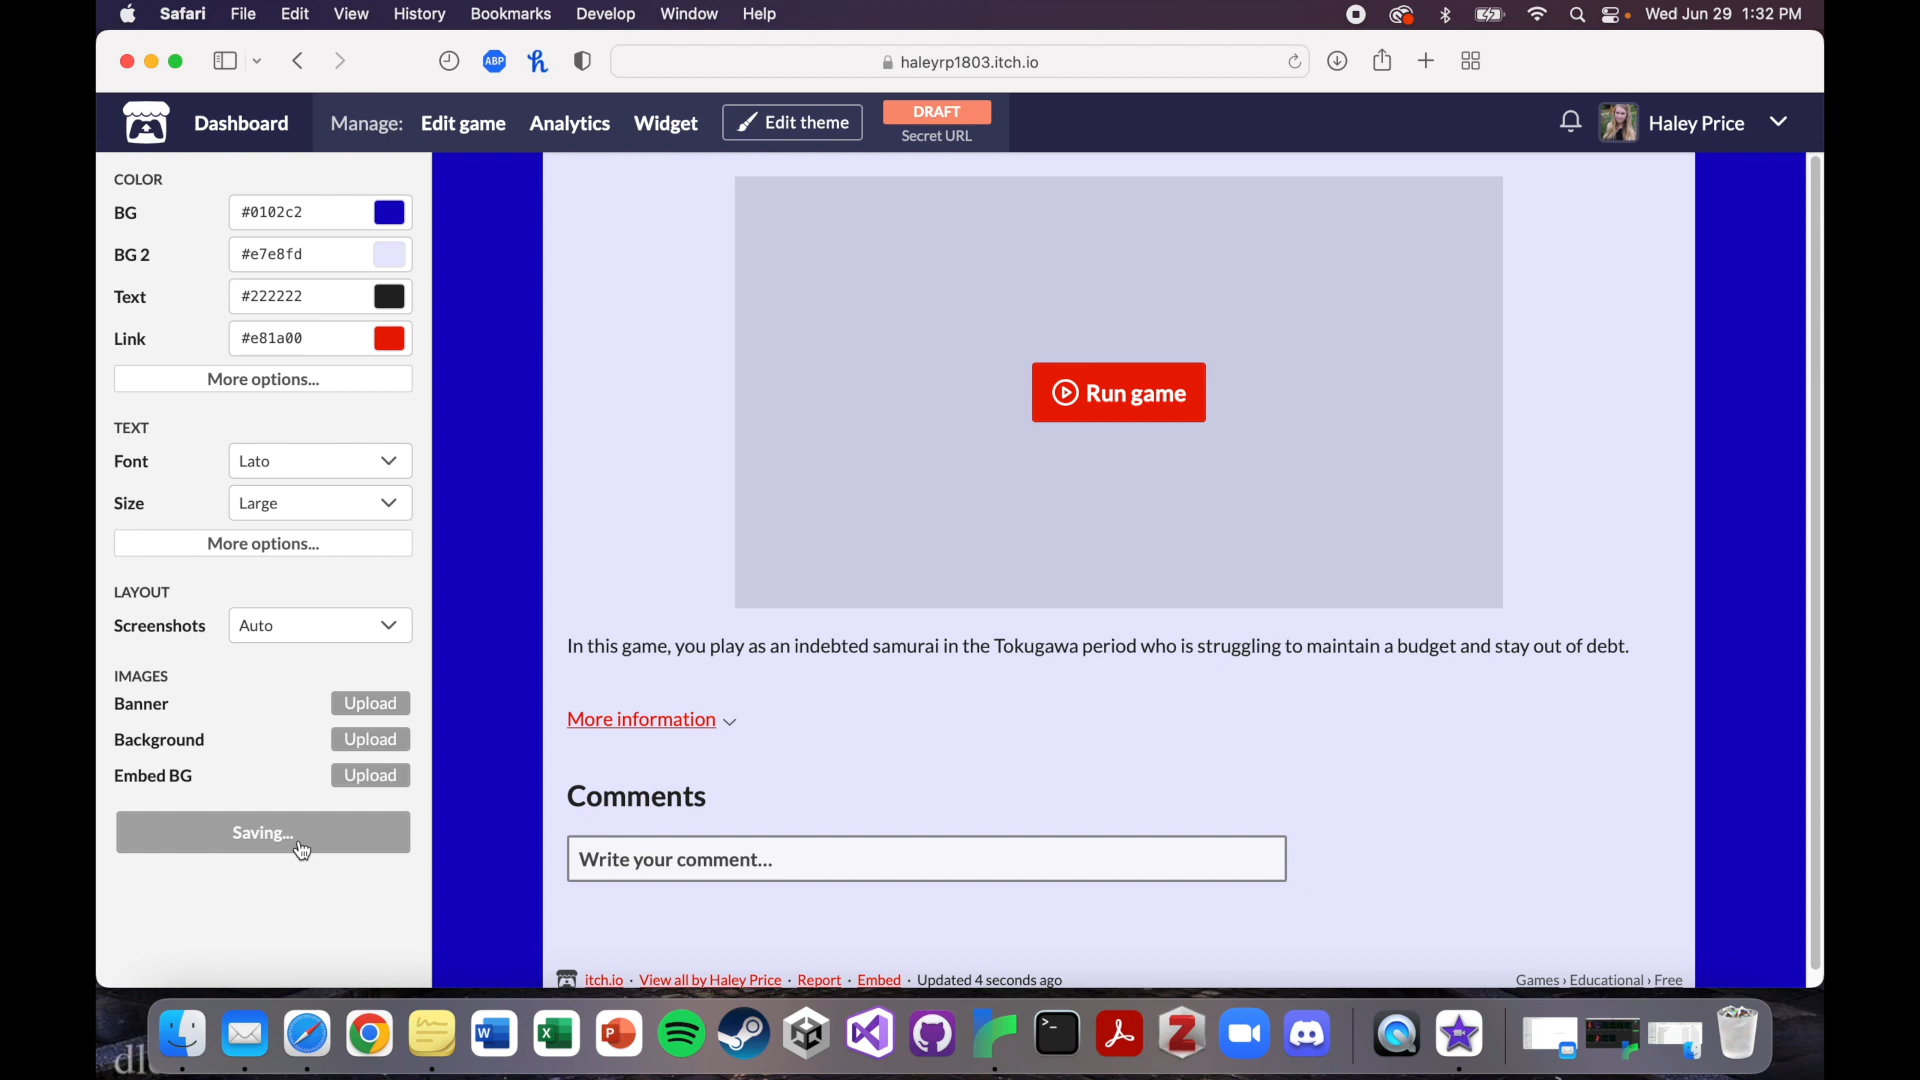 Safari File Edit View History Bookmarks Develop Window Help Wed Jun 29 1:32 PM
ABP haleyrp1803.itch.io
Dashboard Manage: Edit game Analytics Widget Edit theme DRAFT Haley Price
Secret URL
COLOR
BG #0102c2
BG 2 #e7e8fd
Text #222222
Link #e81a00
More options...
Run game
TEXT
Font Lato
Size Large
More options...
LAYOUT
Screenshots Auto
In this game, you play as an indebted samurai in the Tokugawa period who is struggling to maintain a budget and stay out of debt.
IMAGES
Banner Upload
More information
Background Upload
Embed BG Upload
Comments
Saving...
Write your comment...
itch.io · View all by Haley Price · Report · Embed · Updated 4 seconds ago Games › Educational › Free
W X P Z